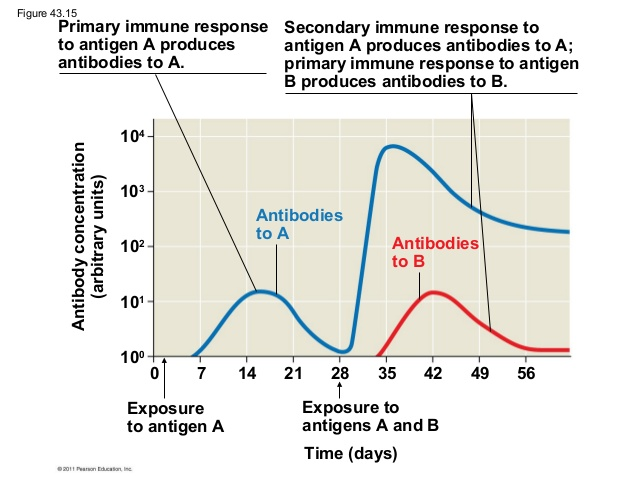 Figure 43.15
Primary immune response
to antigen A produces
antibodies to A.
Secondary immune response to
antigen A produces antibodies to A;
primary immune response to antigen
B produces antibodies to B.
Antibody concentration
(arbitrary units)
10⁴
10³
10²
10¹
10⁰
Antibodies
to A
Antibodies
to B
0 7 14 21 28 35 42 49 56
Exposure
to antigen A
Exposure to
antigens A and B
Time (days)
© 2011 Pearson Education, Inc.